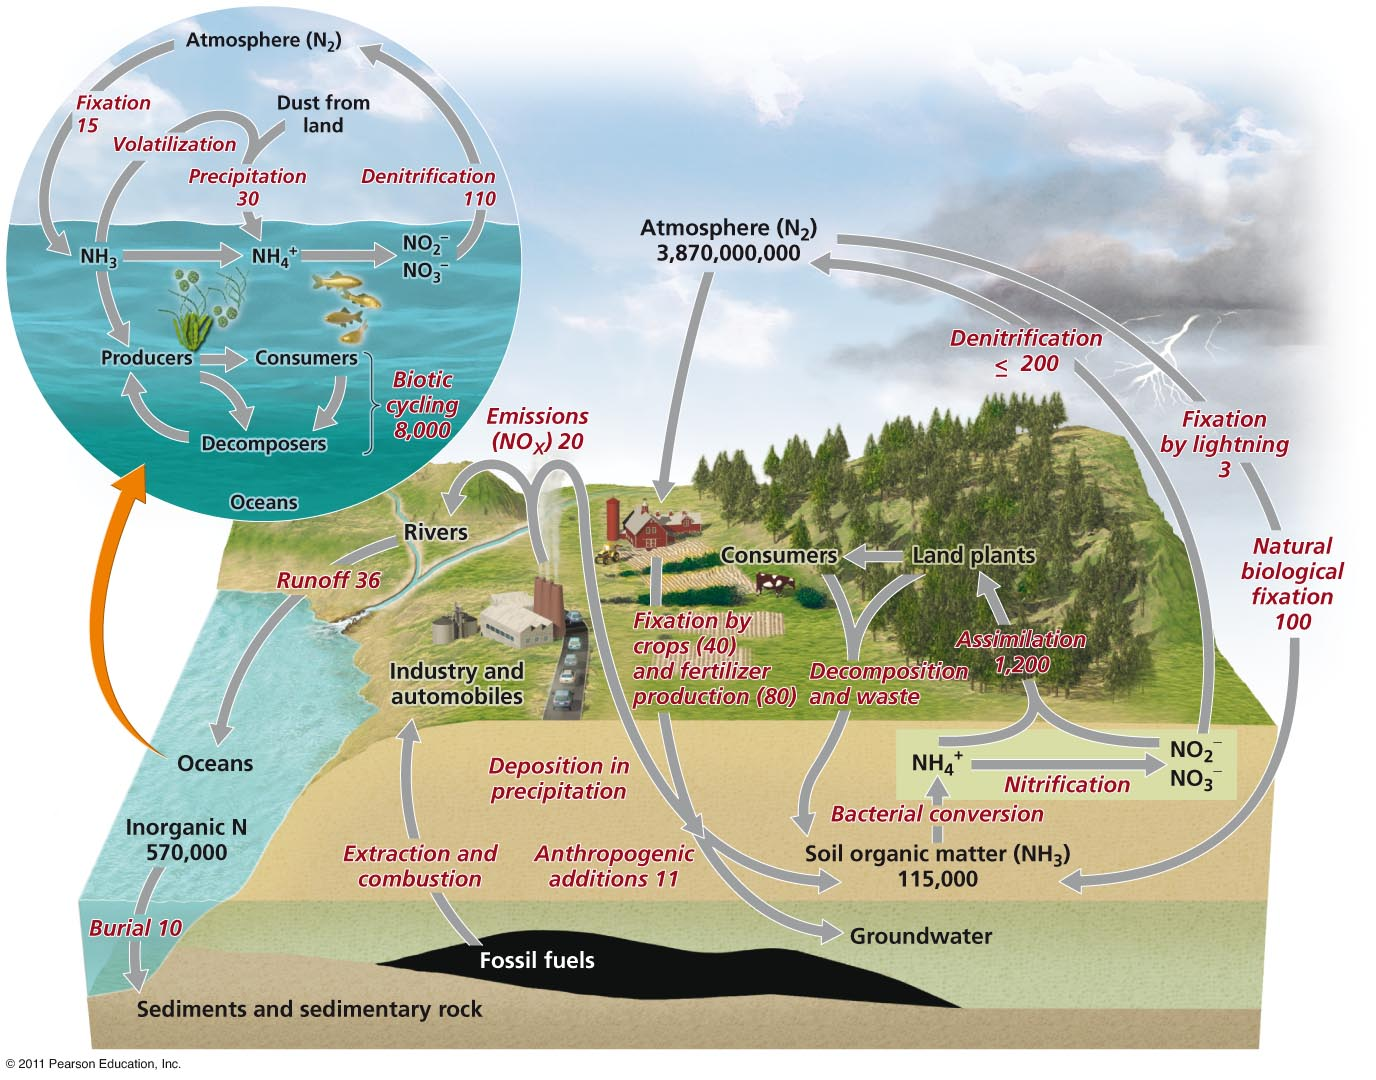 Atmosphere (N₂)
Fixation
15
Dust from
land
Volatilization
Precipitation
30
Denitrification
110
NH₃
NH₄⁺
NO₂⁻
NO₃⁻
Producers
Consumers
Biotic
cycling
8,000
Decomposers
Oceans
Atmosphere (N₂)
3,870,000,000
Denitrification
≤ 200
Fixation
by lightning
3
Emissions
(NOₓ) 20
Rivers
Runoff 36
Consumers
Land plants
Natural
biological
fixation
100
Fixation by
crops (40)
and fertilizer
production (80)
Decomposition
and waste
Assimilation
1,200
Industry and
automobiles
Oceans
Deposition in
precipitation
NH₄⁺
NO₂⁻
NO₃⁻
Nitrification
Bacterial conversion
Inorganic N
570,000
Extraction and
combustion
Anthropogenic
additions 11
Soil organic matter (NH₃)
115,000
Burial 10
Groundwater
Fossil fuels
Sediments and sedimentary rock
© 2011 Pearson Education, Inc.